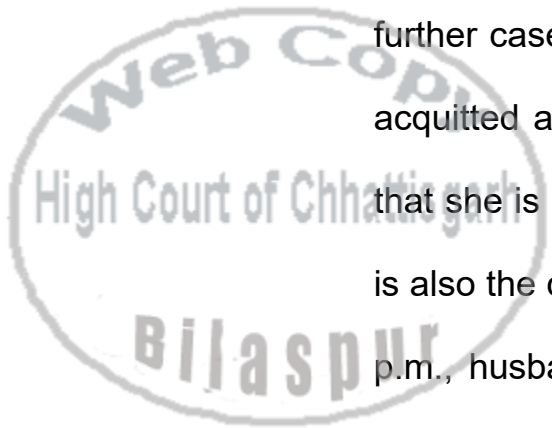 further case
acquitted a
that she is
is also the c
p.m., husba
Web Copy
High Court of Chhattisgarh
Bilaspur